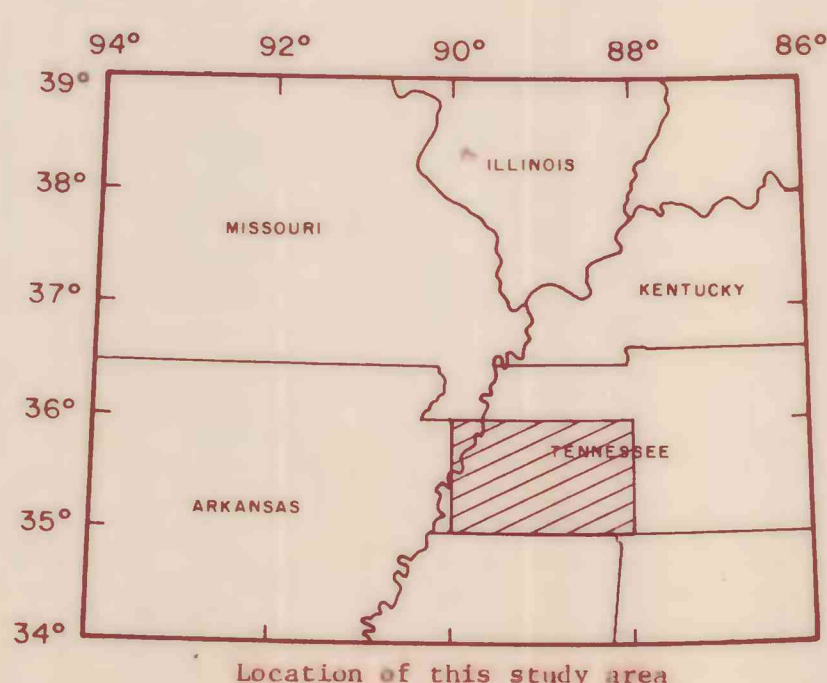 94° 92° 90° 88° 86°
39°
ILLINOIS
38°
MISSOURI
37°
KENTUCKY
36°
TENNESSEE
ARKANSAS
35°
34°
Location of this study area